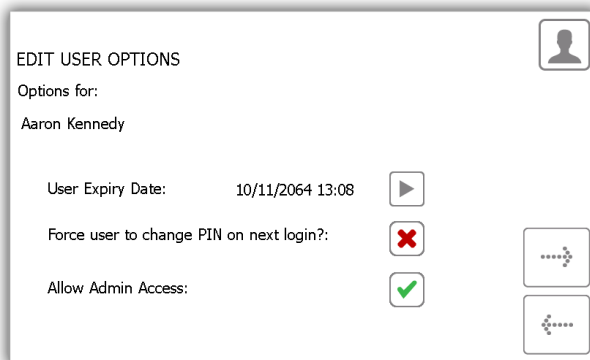 EDIT USER OPTIONS
Options for:
Aaron Kennedy
User Expiry Date: 10/11/2064 13:08
Force user to change PIN on next login?:
Allow Admin Access: